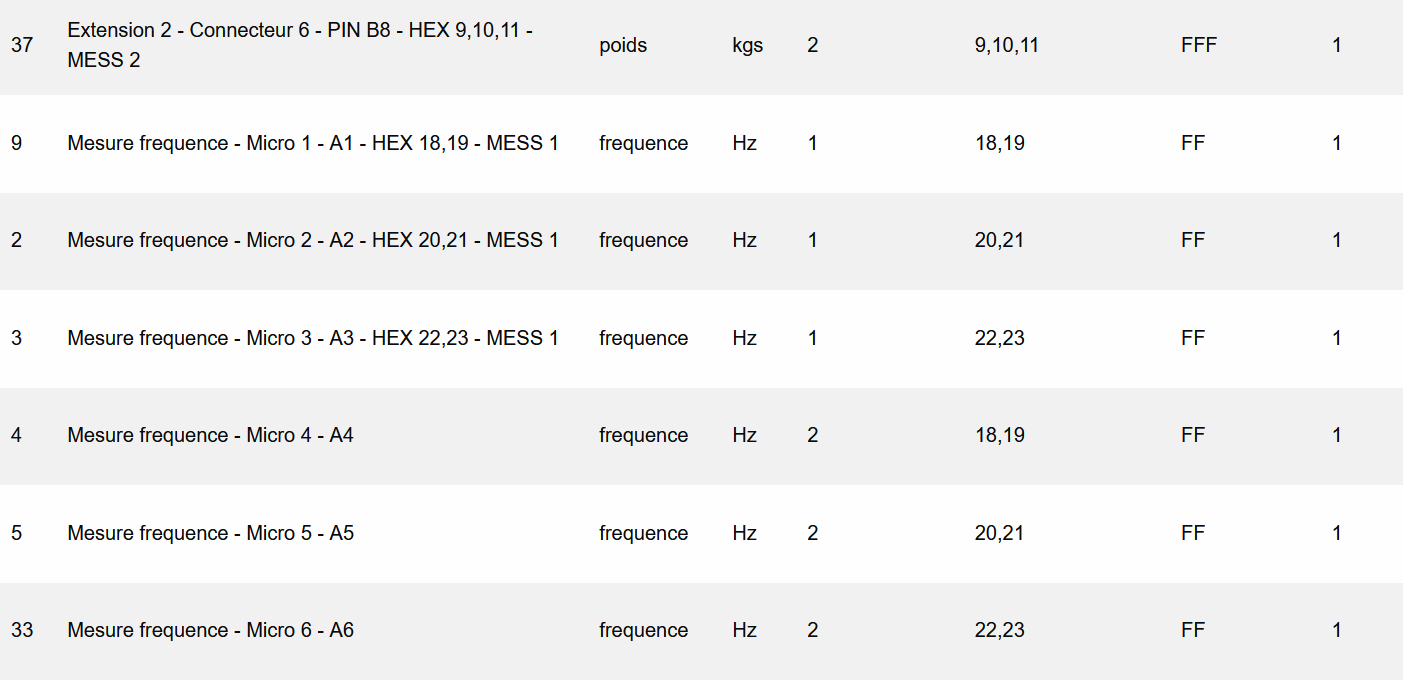 37 Extension 2 - Connecteur 6 - PIN B8 - HEX 9,10,11 - MESS 2 poids kgs 2 9,10,11 FFF 1
9 Mesure frequence - Micro 1 - A1 - HEX 18,19 - MESS 1 frequence Hz 1 18,19 FF 1
2 Mesure frequence - Micro 2 - A2 - HEX 20,21 - MESS 1 frequence Hz 1 20,21 FF 1
3 Mesure frequence - Micro 3 - A3 - HEX 22,23 - MESS 1 frequence Hz 1 22,23 FF 1
4 Mesure frequence - Micro 4 - A4 frequence Hz 2 18,19 FF 1
5 Mesure frequence - Micro 5 - A5 frequence Hz 2 20,21 FF 1
33 Mesure frequence - Micro 6 - A6 frequence Hz 2 22,23 FF 1